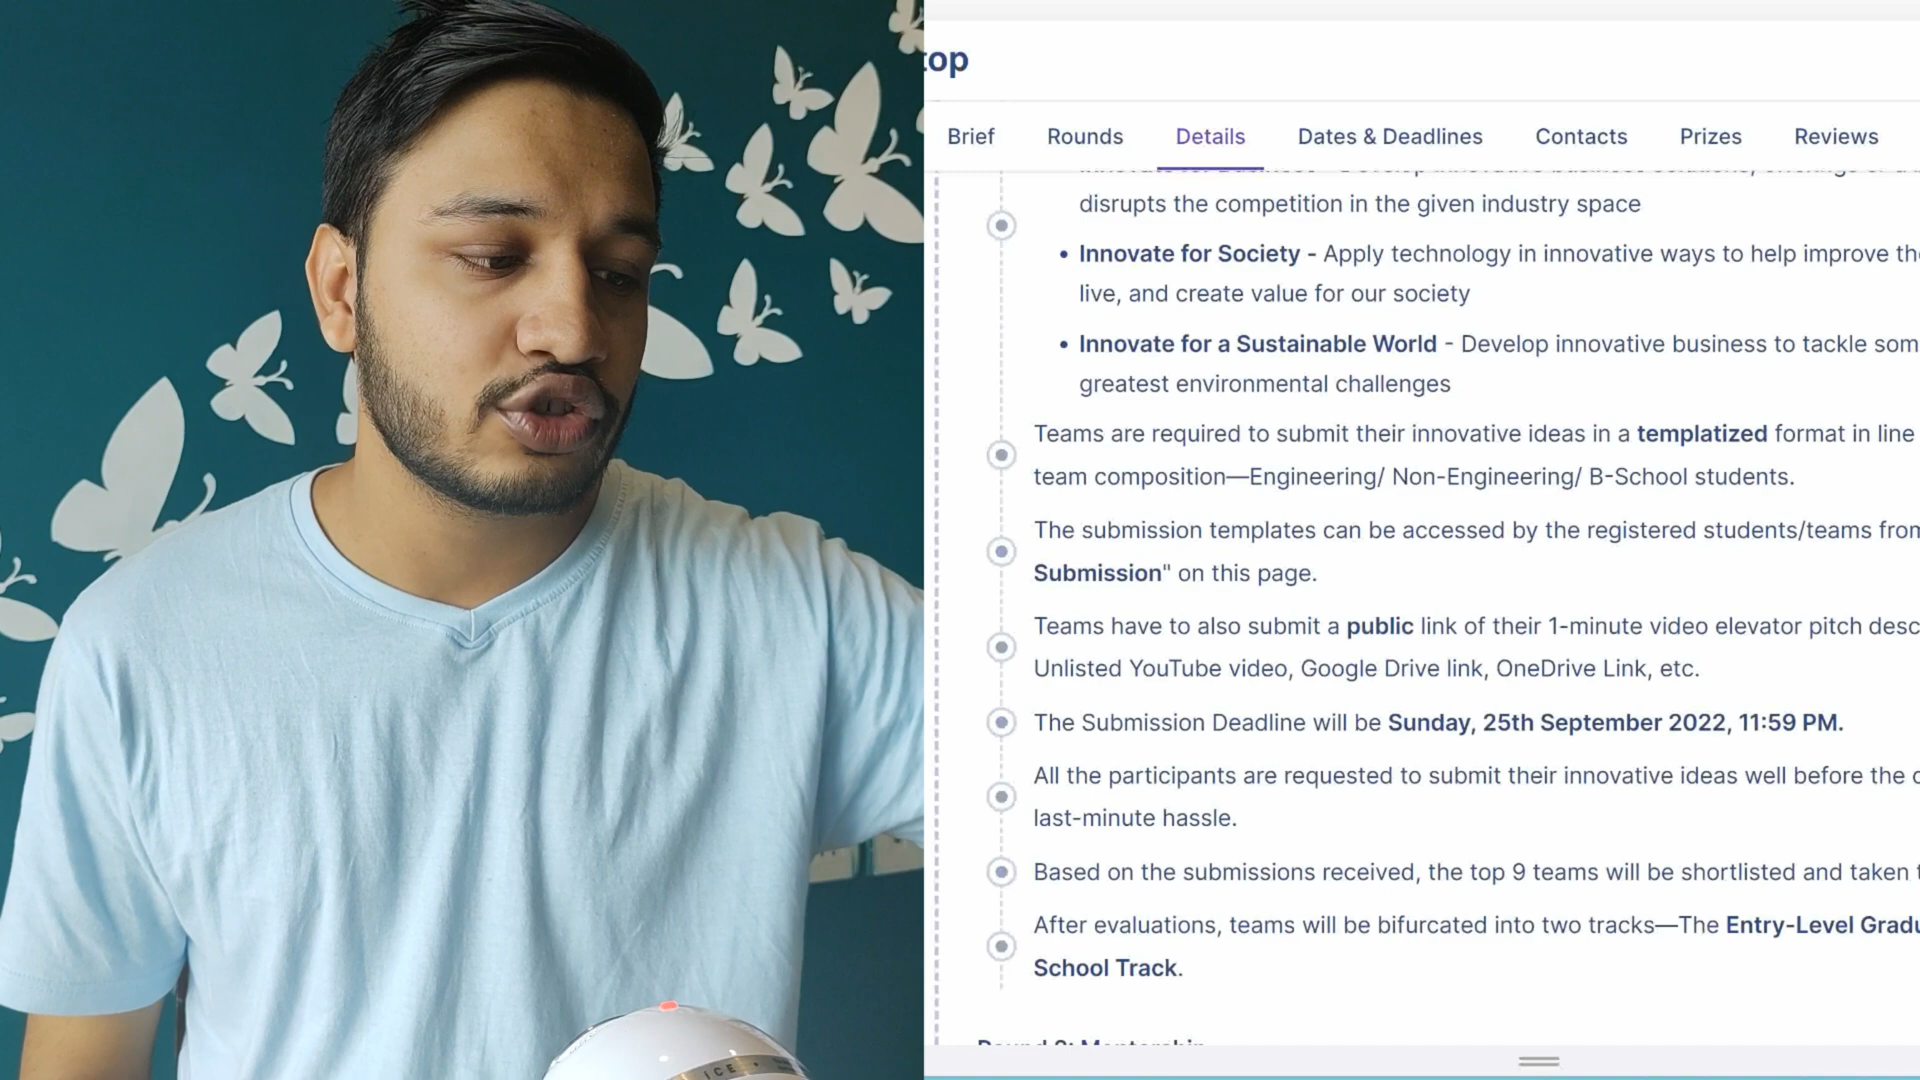 top
Brief Rounds Details Dates & Deadlines Contacts Prizes Reviews
disrupts the competition in the given industry space
• Innovate for Society - Apply technology in innovative ways to help improve
live, and create value for our society
• Innovate for a Sustainable World - Develop innovative business to tackle
greatest environmental challenges
Teams are required to submit their innovative ideas in a templatized format in line
team composition—Engineering/ Non-Engineering/ B-School students.
The submission templates can be accessed by the registered students/teams
Submission" on this page.
Teams have to also submit a public link of their 1-minute video elevator pitch
Unlisted YouTube video, Google Drive link, OneDrive Link, etc.
The Submission Deadline will be Sunday, 25th September 2022, 11:59 PM.
All the participants are requested to submit their innovative ideas well before the
last-minute hassle.
Based on the submissions received, the top 9 teams will be shortlisted and taken
After evaluations, teams will be bifurcated into two tracks—The Entry-Level
School Track.
ICE